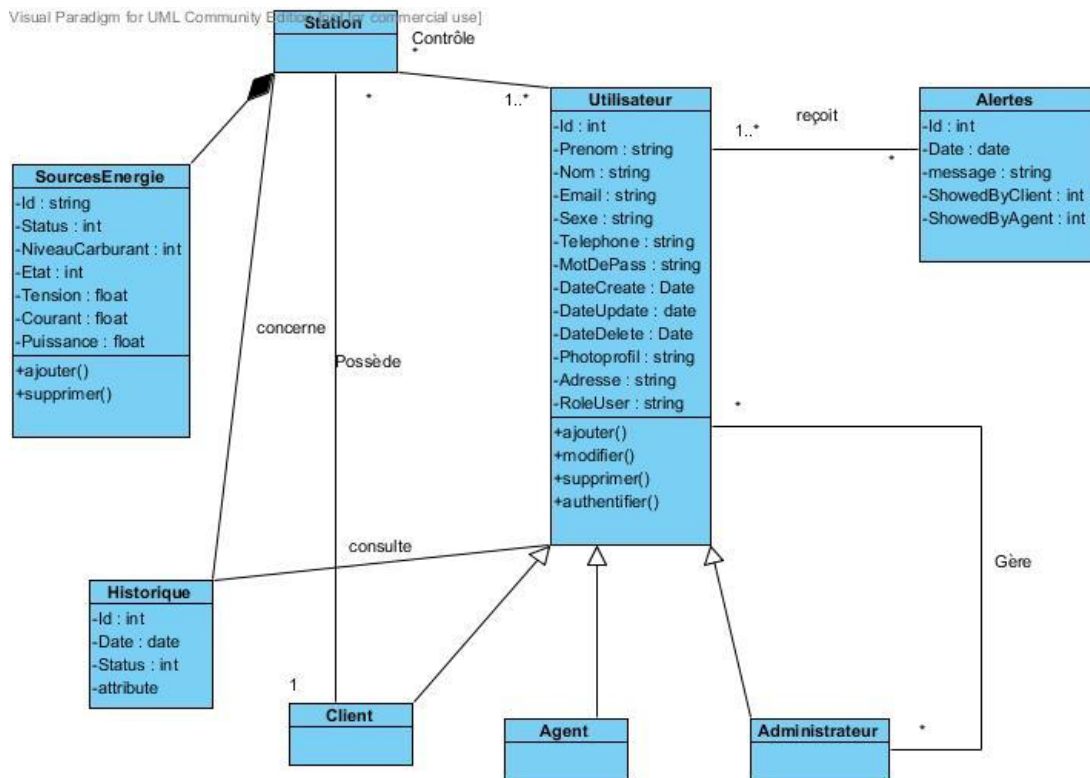 Visual Paradigm for UML Community Edition [not for commercial use]
Station
Contrôle
*
*
1..*
Utilisateur
-Id : int
-Prenom : string
-Nom : string
-Email : string
-Sexe : string
-Telephone : string
-MotDePass : string
-DateCreate : Date
-DateUpdate : date
-DateDelete : Date
-Photoprofil : string
-Adresse : string
-RoleUser : string
+ajouter()
+modifier()
+supprimer()
+authentifier()
reçoit
1..*
*
Alertes
-Id : int
-Date : date
-message : string
-ShowedByClient : int
-ShowedByAgent : int
SourcesEnergie
-Id : string
-Status : int
-NiveauCarburant : int
-Etat : int
-Tension : float
-Courant : float
-Puissance : float
+ajouter()
+supprimer()
concerne
Possède
*
consulte
Gère
Historique
-Id : int
-Date : date
-Status : int
-attribute
1
Client
Agent
Administrateur
*